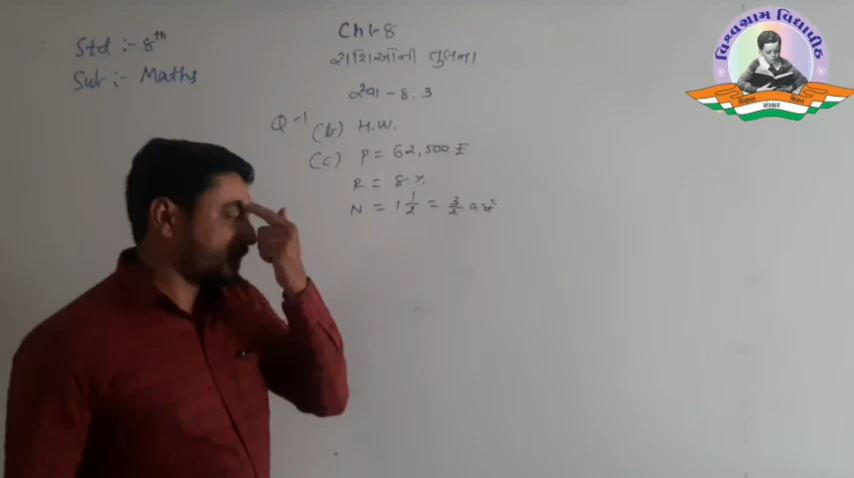 Std :- 8th
Sub :- Maths
Ch :- 8
રાશિઓની તુલના
સ્વા - 8.3
Q-1 (b) H.W.
(C) P = 62,500 ₹
R = 8 %
N = 1 1/2 = 3/2 વર્ષ
વિશ્વગ્રામ વિદ્યાપીઠ